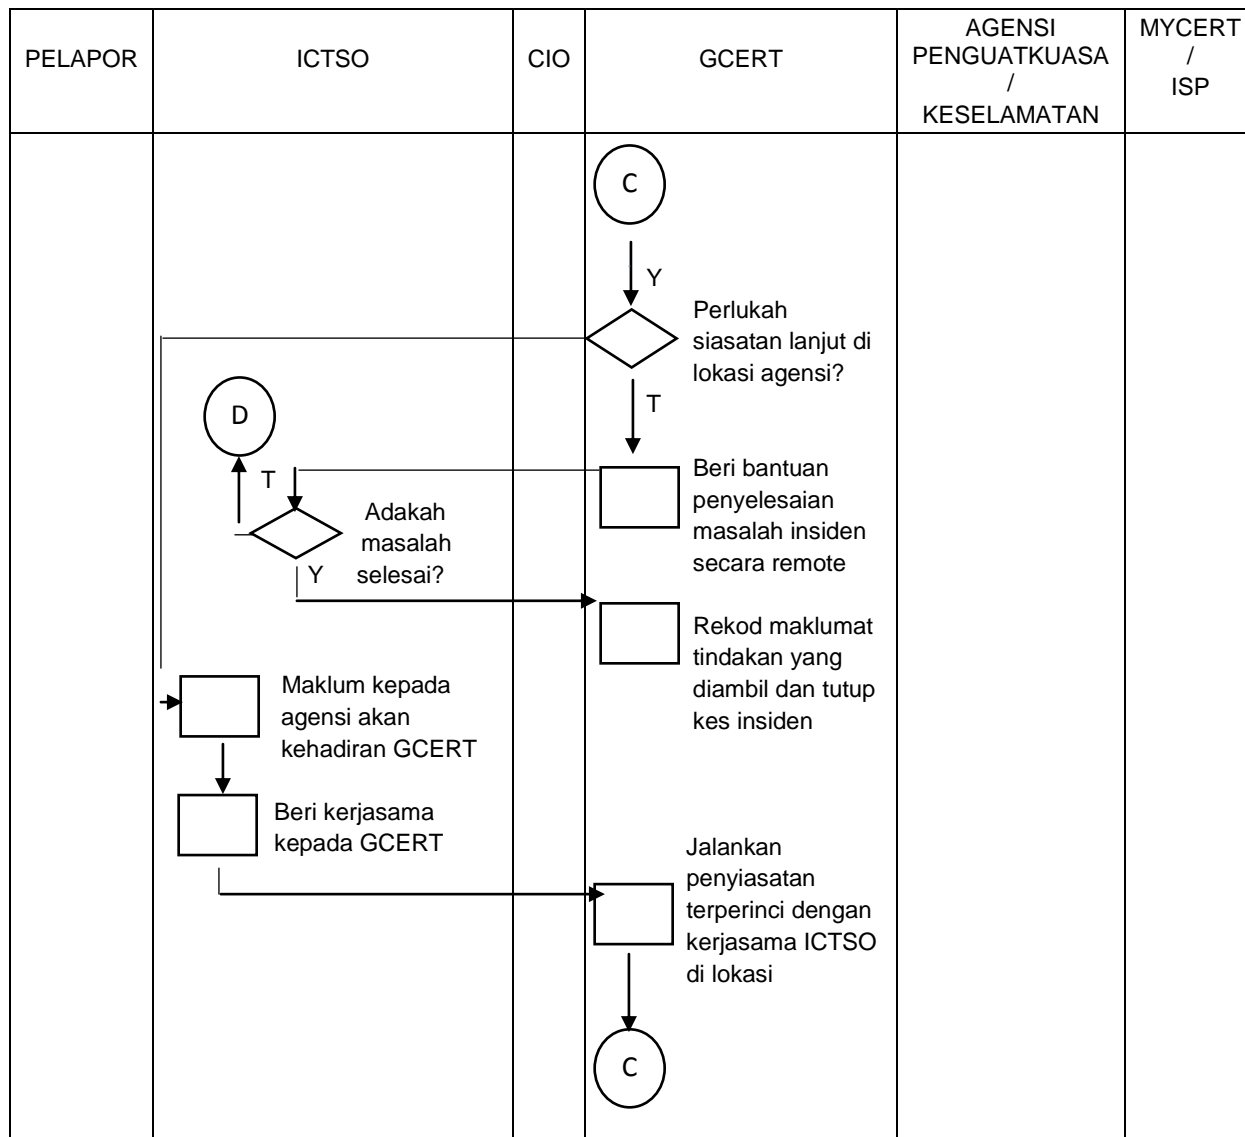 PELAPOR
ICTSO
CIO
GCERT
AGENSI
PENGUATKUASA
/
KESELAMATAN
MYCERT
/
ISP
C
Y
Perlukah
siasatan lanjut di
lokasi agensi?
T
D
T
Adakah
masalah
selesai?
Y
Beri bantuan
penyelesaian
masalah insiden
secara remote
Rekod maklumat
tindakan yang
diambil dan tutup
kes insiden
Maklum kepada
agensi akan
kehadiran GCERT
Beri kerjasama
kepada GCERT
Jalankan
penyiasatan
terperinci dengan
kerjasama ICTSO
di lokasi
C